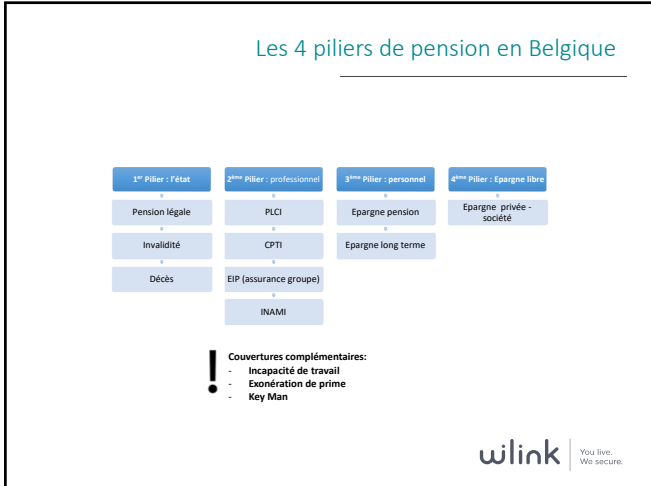 Les 4 piliers de pension en Belgique
1er Pilier : l'état
Pension légale
Invalidité
Décès
2ème Pilier : professionnel
PLCI
CPTI
EIP (assurance groupe)
INAMI
3ème Pilier : personnel
Epargne pension
Epargne long terme
4ème Pilier : Epargne libre
Epargne privée -
société
!
Couvertures complémentaires:
- Incapacité de travail
- Exonération de prime
- Key Man
wilink
You live.
We secure.